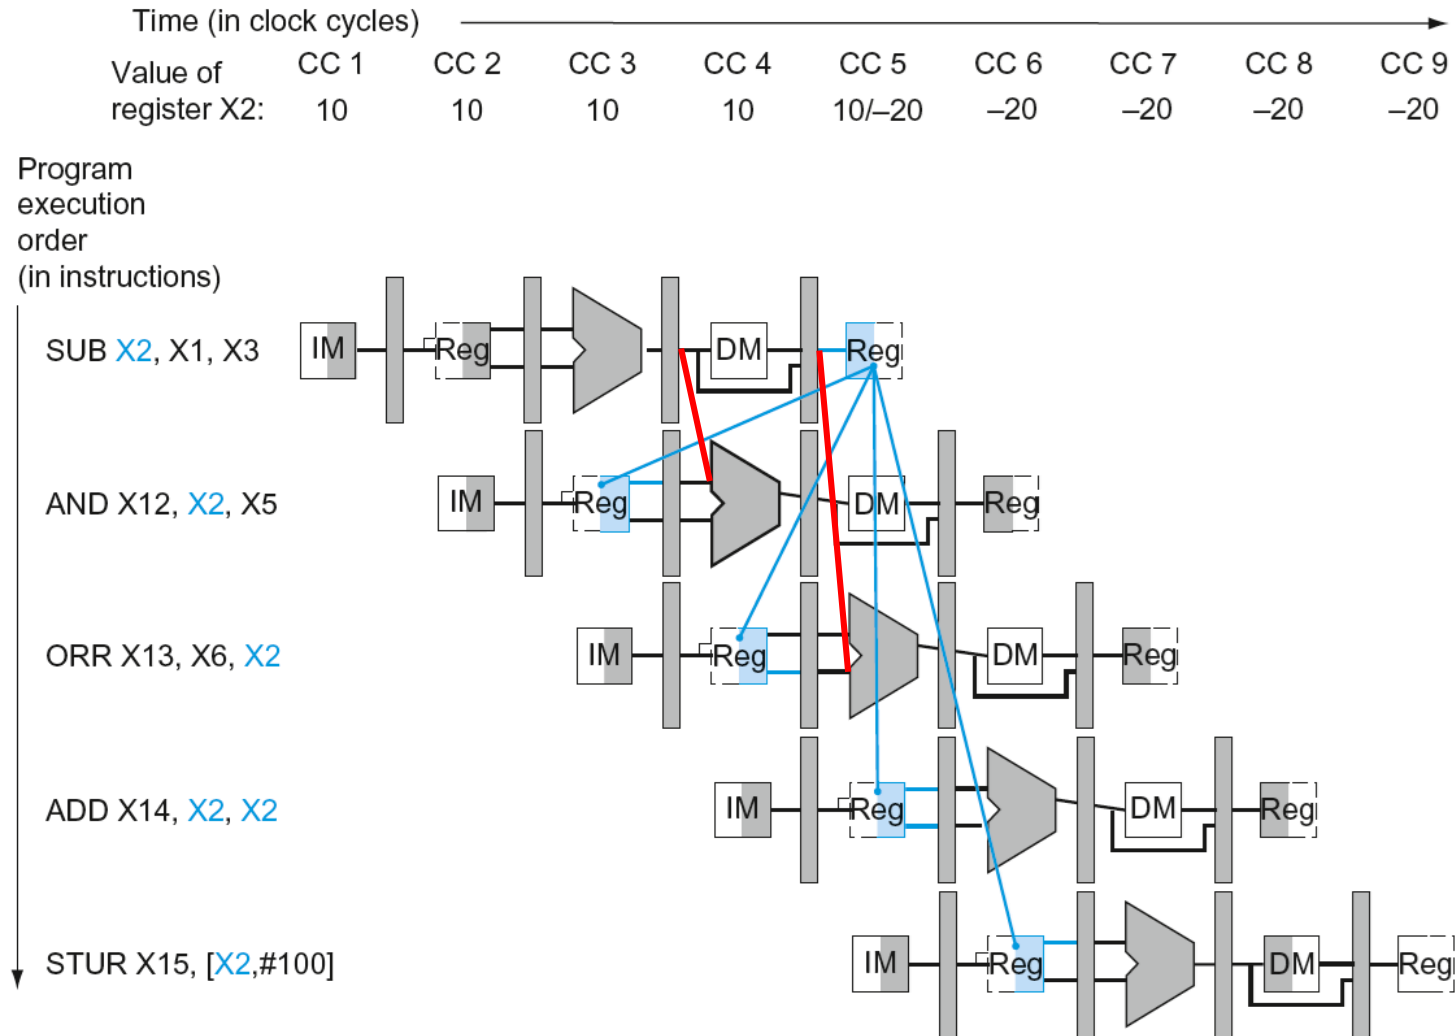 Time (in clock cycles)
Value of register X2:
CC 1 CC 2 CC 3 CC 4 CC 5 CC 6 CC 7 CC 8 CC 9
10 10 10 10 10/–20 –20 –20 –20 –20
Program
execution
order
(in instructions)
SUB X2, X1, X3
IM Reg DM Reg
AND X12, X2, X5
IM Reg DM Reg
ORR X13, X6, X2
IM Reg DM Reg
ADD X14, X2, X2
IM Reg DM Reg
STUR X15, [X2,#100]
IM Reg DM Reg